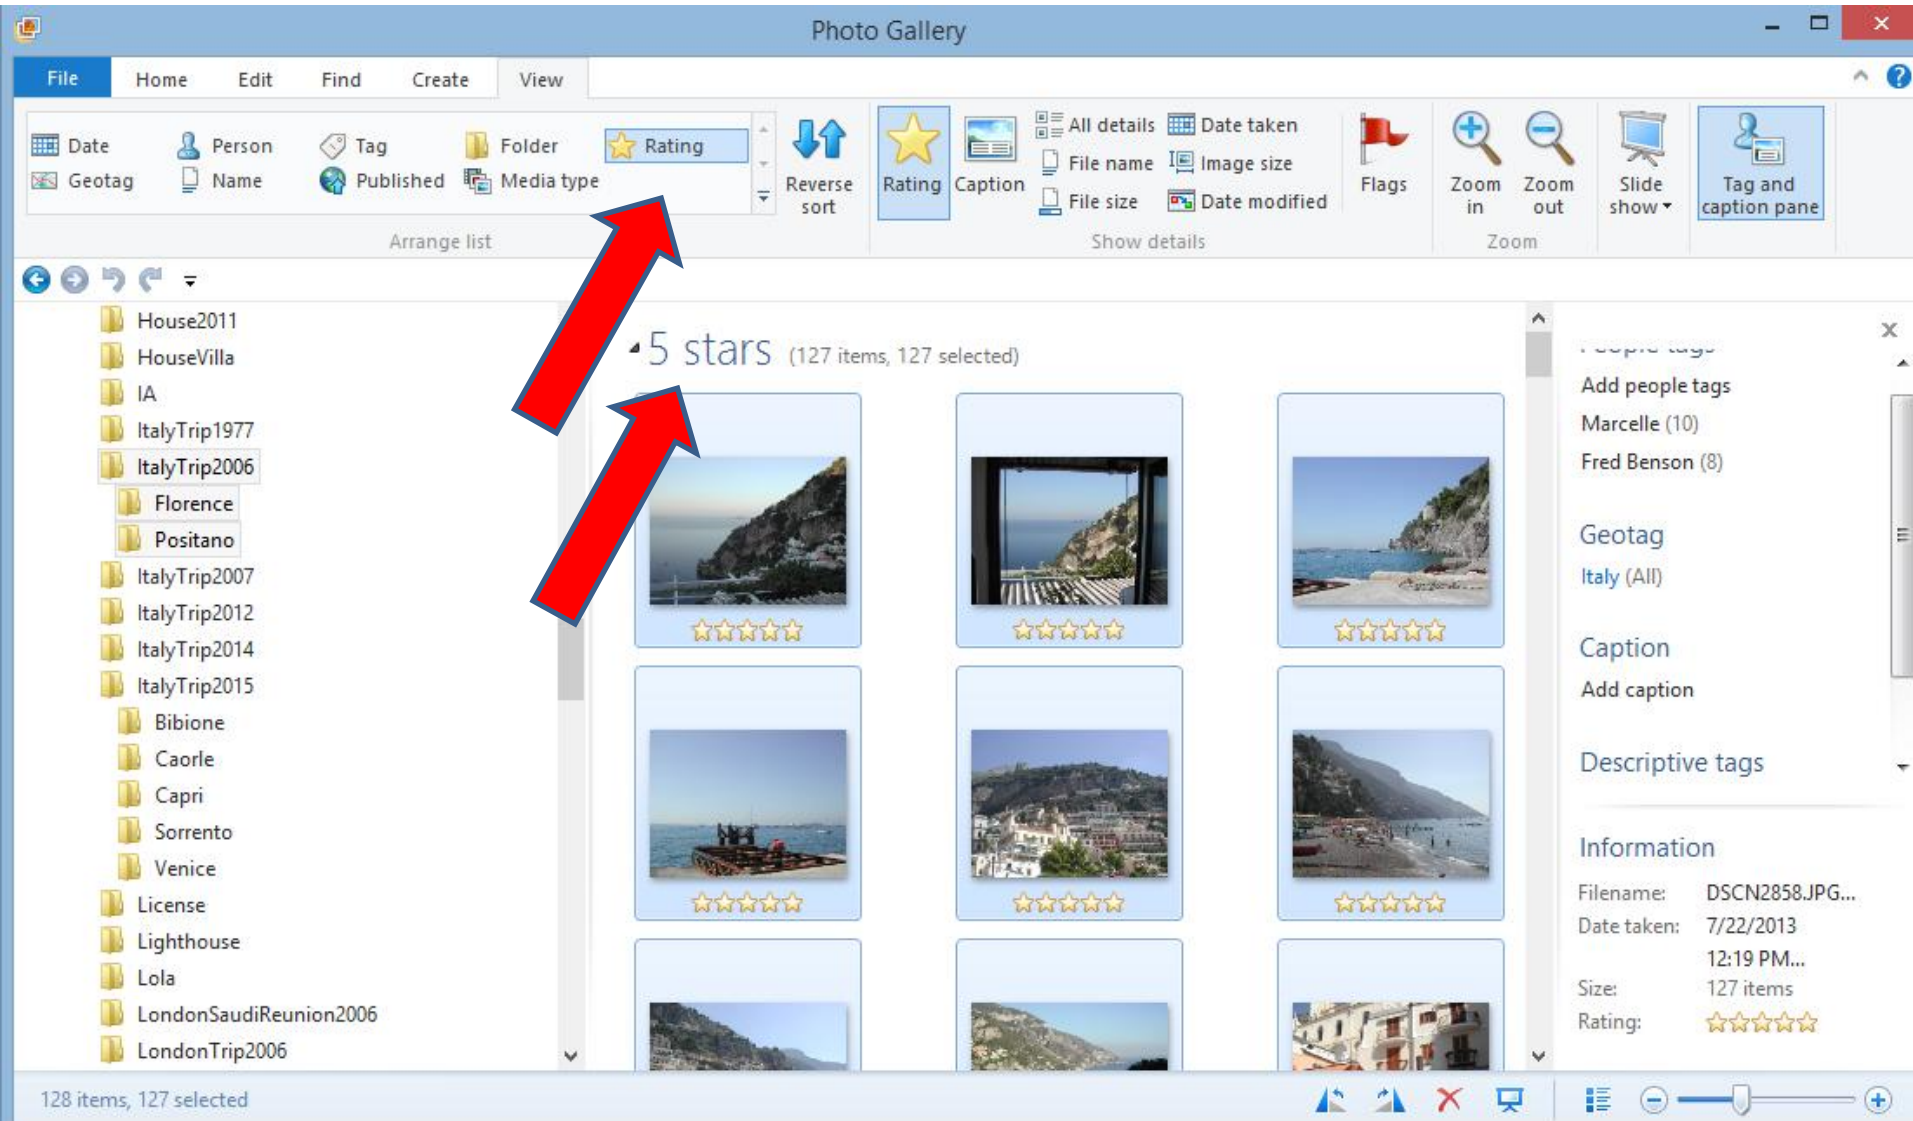 Photo Gallery
File Home Edit Find Create View
Date Person Tag Folder Rating
Geotag Name Published Media type
Reverse sort
Rating Caption
All details Date taken
File name Image size
File size Date modified
Flags
Zoom in
Zoom out
Slide show
Tag and caption pane
Arrange list
Show details
Zoom
House2011
HouseVilla
IA
ItalyTrip1977
ItalyTrip2006
Florence
Positano
ItalyTrip2007
ItalyTrip2012
ItalyTrip2014
ItalyTrip2015
Bibione
Caorle
Capri
Sorrento
Venice
License
Lighthouse
Lola
LondonSaudiReunion2006
LondonTrip2006
5 stars (127 items, 127 selected)
People tags
Add people tags
Marcelle (10)
Fred Benson (8)
Geotag
Italy (All)
Caption
Add caption
Descriptive tags
Information
Filename: DSCN2858.JPG...
Date taken: 7/22/2013
12:19 PM...
Size: 127 items
Rating:
128 items, 127 selected